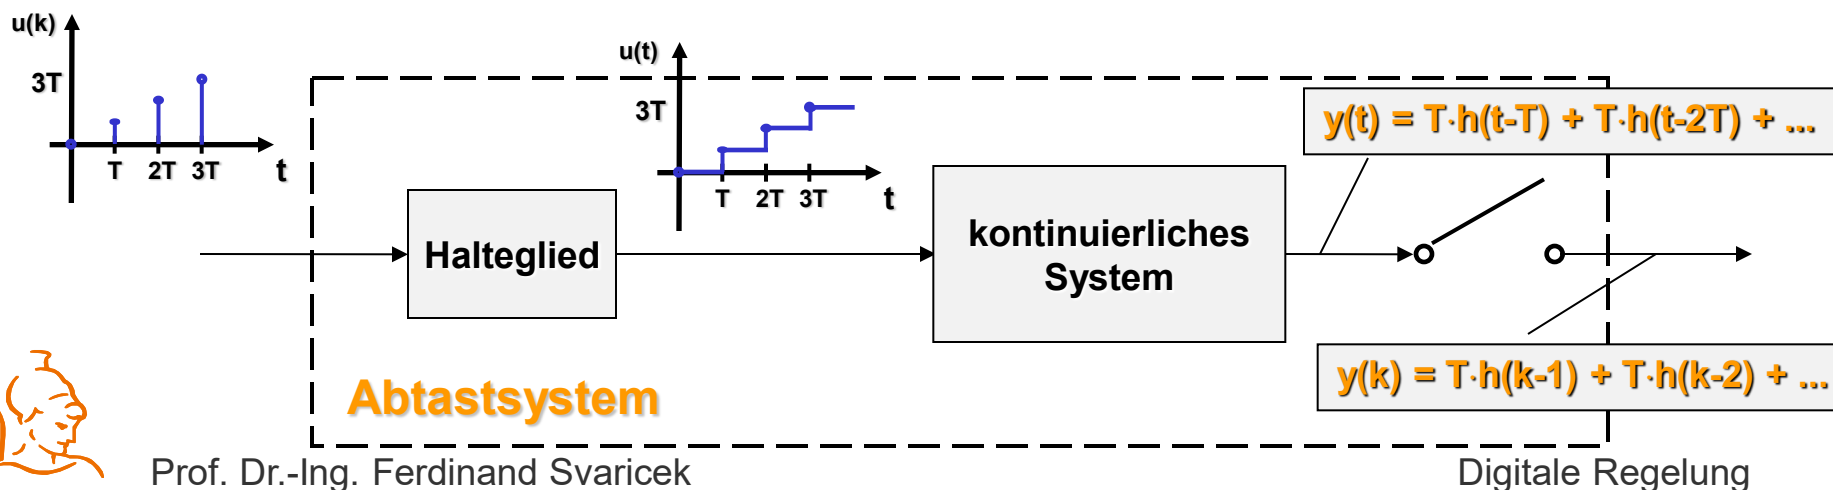 u(k)
3T
T 2T 3T t
u(t)
3T
T 2T 3T t
y(t) = T·h(t-T) + T·h(t-2T) + ...
Halteglied
kontinuierliches
System
y(k) = T·h(k-1) + T·h(k-2) + ...
Abtastsystem
Prof. Dr.-Ing. Ferdinand Svaricek
Digitale Regelung